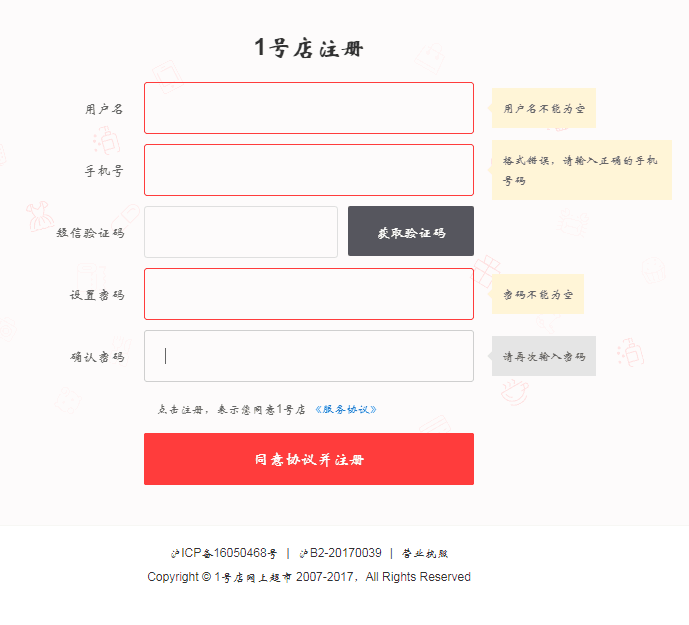 1号店注册
用户名
用户名不能为空
手机号
格式错误，请输入正确的手机
号码
短信验证码
获取验证码
设置密码
密码不能为空
确认密码
请再次输入密码
点击注册，表示您同意1号店 《服务协议》
同意协议并注册
沪ICP备16050468号 | 沪B2-20170039 | 营业执照
Copyright © 1号店网上超市 2007-2017，All Rights Reserved